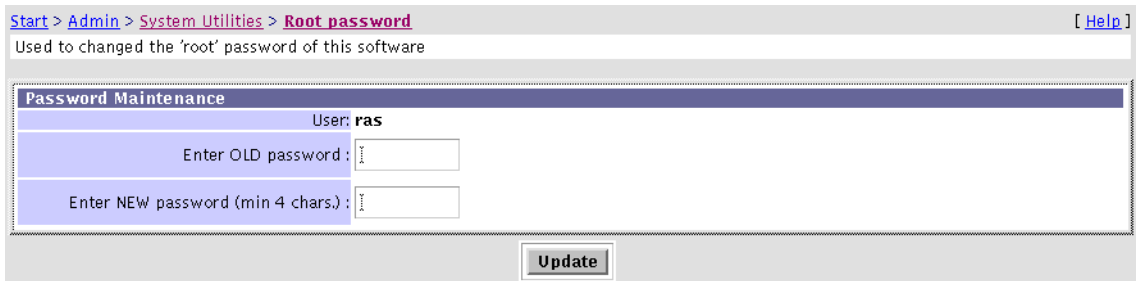 Start > Admin > System Utilities > Root password [ Help ]
Used to changed the 'root' password of this software
Password Maintenance
User: ras
Enter OLD password :
Enter NEW password (min 4 chars.) :
Update